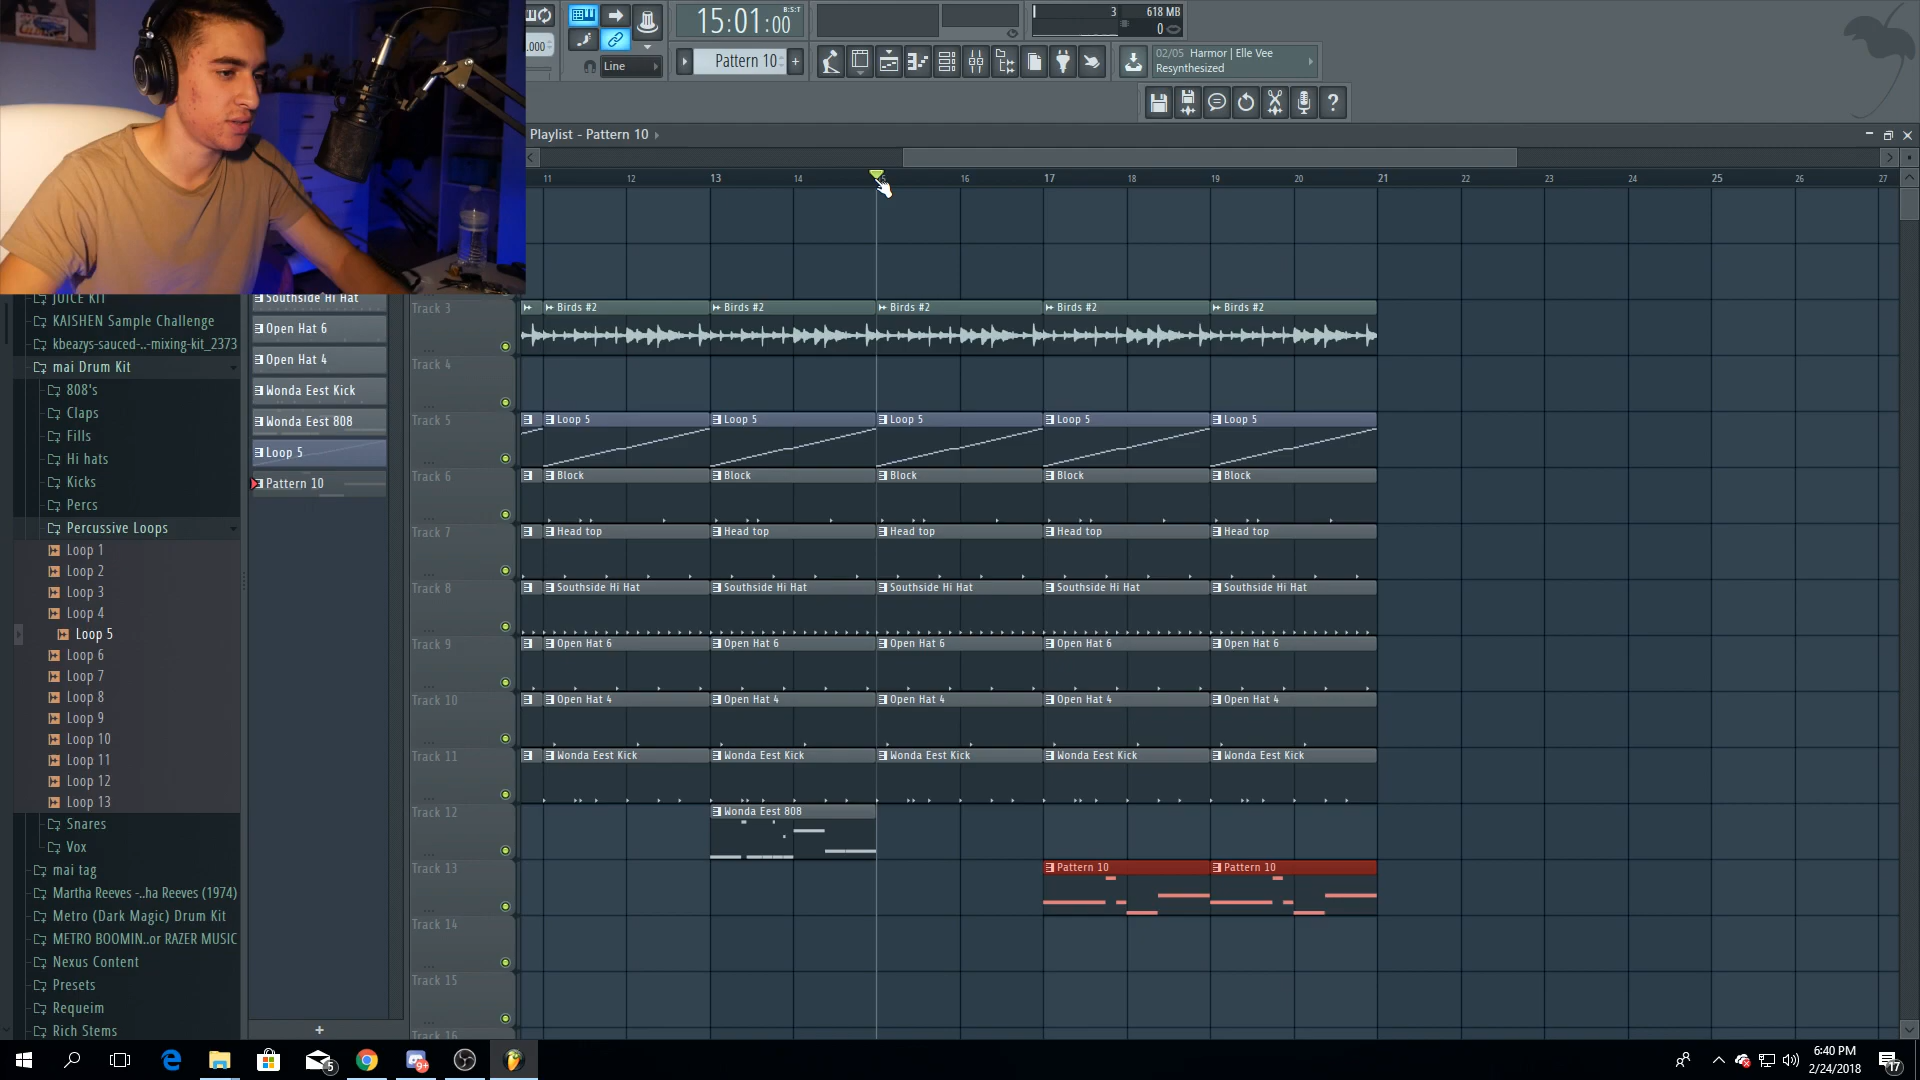 15:01:00
B:S:T
3
618 MB
0
.000
Line
Pattern 10
+
02/05 Harmor | Elle Vee
Resynthesized
?
Playlist - Pattern 10
11
12
13
14
16
17
18
19
20
21
22
23
24
25
26
27
JUICE KIT
KAISHEN Sample Challenge
kbeazys-sauced-..-mixing-kit_2373
mai Drum Kit
808's
Claps
Fills
Hi hats
Kicks
Percs
Percussive Loops
Loop 1
Loop 2
Loop 3
Loop 4
Loop 5
Loop 6
Loop 7
Loop 8
Loop 9
Loop 10
Loop 11
Loop 12
Loop 13
Snares
Vox
mai tag
Martha Reeves -..ha Reeves (1974)
Metro (Dark Magic) Drum Kit
METRO BOOMIN..or RAZER MUSIC
Nexus Content
Presets
Requeim
Rich Stems
Southside Hi Hat
Open Hat 6
Open Hat 4
Wonda Eest Kick
Wonda Eest 808
Loop 5
Pattern 10
+
Track 3
Birds #2 Birds #2 Birds #2 Birds #2 Birds #2
Track 4
Track 5
Loop 5 Loop 5 Loop 5 Loop 5 Loop 5
Track 6
Block Block Block Block Block
Track 7
Head top Head top Head top Head top Head top
Track 8
Southside Hi Hat Southside Hi Hat Southside Hi Hat Southside Hi Hat Southside Hi Hat
Track 9
Open Hat 6 Open Hat 6 Open Hat 6 Open Hat 6 Open Hat 6
Track 10
Open Hat 4 Open Hat 4 Open Hat 4 Open Hat 4 Open Hat 4
Track 11
Wonda Eest Kick Wonda Eest Kick Wonda Eest Kick Wonda Eest Kick Wonda Eest Kick
Track 12
Wonda Eest 808
Track 13
Pattern 10 Pattern 10
Track 14
Track 15
Track 16
5
9+
6:40 PM
2/24/2018
17